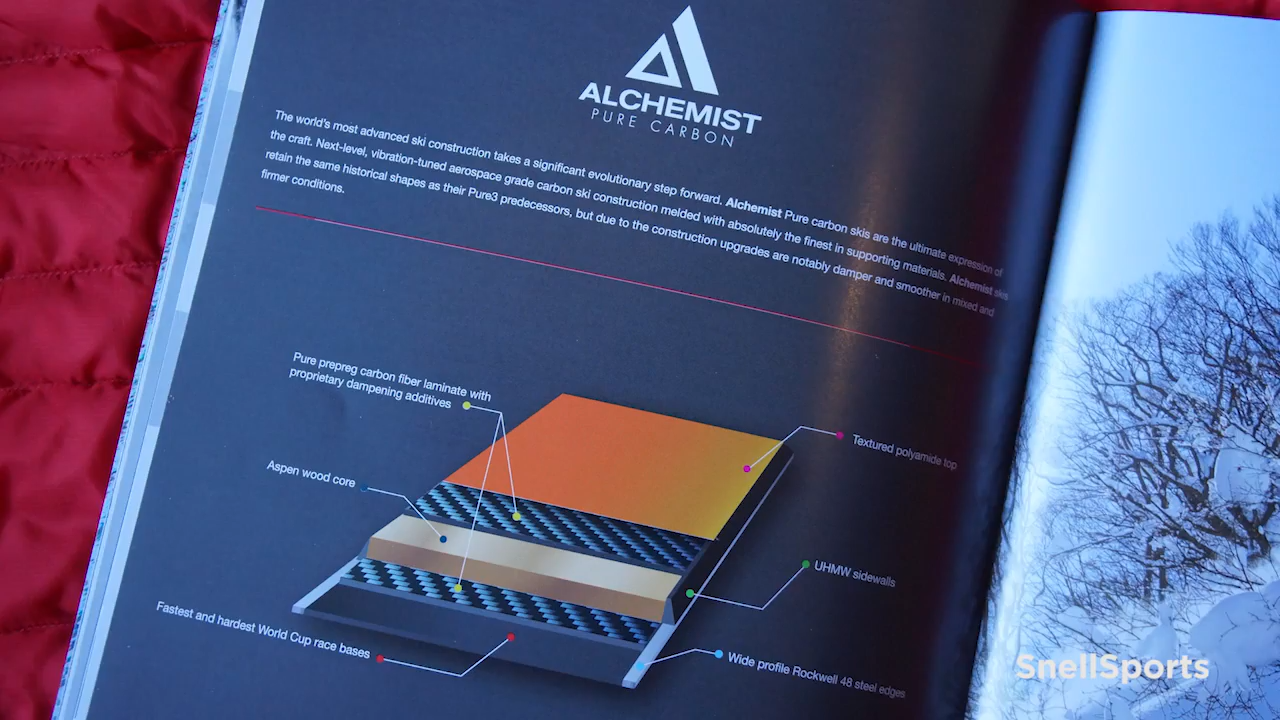 ALCHEMIST
PURE CARBON
The world's most advanced ski construction takes a significant evolutionary step forward. Alchemist Pure carbon skis are the ultimate expression of
the craft. Next-level, vibration-tuned aerospace grade carbon ski construction melded with absolutely the finest in supporting materials. Alchemist skis
retain the same historical shapes as their Pure3 predecessors, but due to the construction upgrades are notably damper and smoother in mixed and
firmer conditions.
Pure prepreg carbon fiber laminate with
proprietary dampening additives
Textured polyamide top
Aspen wood core
UHMW sidewalls
Fastest and hardest World Cup race bases
Wide profile Rockwell 48 steel edges
SnellSports